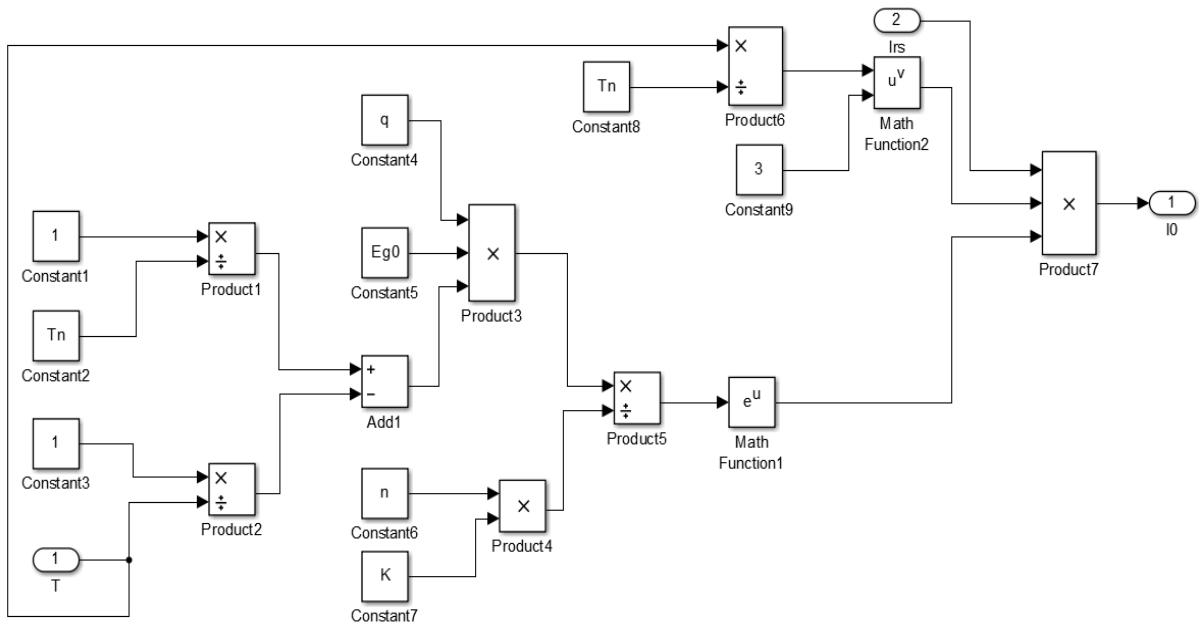 2
Irs
×
÷
Product6
Tn
Constant8
u^v
Math
Function2
q
Constant4
3
Constant9
×
Product7
1
I0
1
Constant1
×
÷
Product1
Eg0
Constant5
×
Product3
Tn
Constant2
+
−
Add1
×
÷
Product5
e^u
Math
Function1
1
Constant3
×
÷
Product2
n
Constant6
×
Product4
1
T
K
Constant7